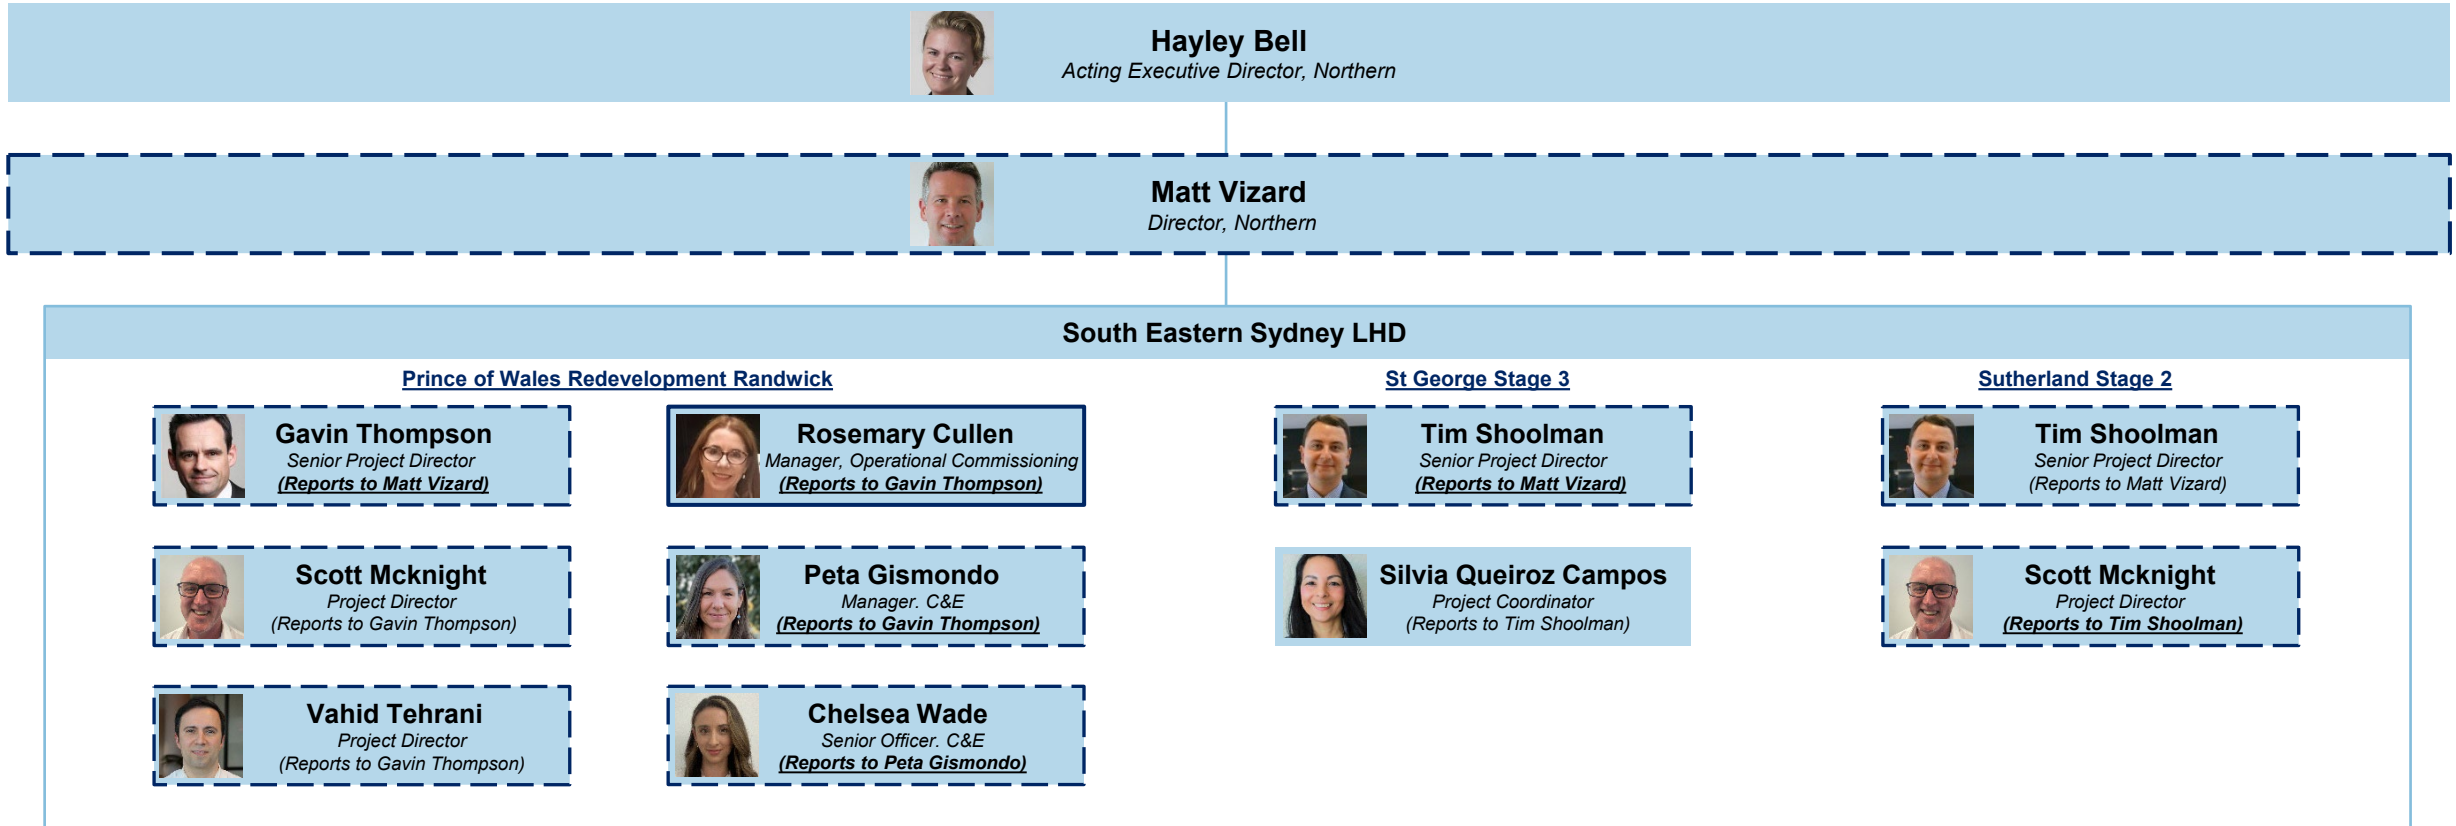 Hayley Bell
Acting Executive Director, Northern
Matt Vizard
Director, Northern
South Eastern Sydney LHD
Prince of Wales Redevelopment Randwick
Gavin Thompson
Senior Project Director
(Reports to Matt Vizard)
Rosemary Cullen
Manager, Operational Commissioning
(Reports to Gavin Thompson)
Scott Mcknight
Project Director
(Reports to Gavin Thompson)
Peta Gismondo
Manager. C&E
(Reports to Gavin Thompson)
Vahid Tehrani
Project Director
(Reports to Gavin Thompson)
Chelsea Wade
Senior Officer. C&E
(Reports to Peta Gismondo)
St George Stage 3
Tim Shoolman
Senior Project Director
(Reports to Matt Vizard)
Silvia Queiroz Campos
Project Coordinator
(Reports to Tim Shoolman)
Sutherland Stage 2
Tim Shoolman
Senior Project Director
(Reports to Matt Vizard)
Scott Mcknight
Project Director
(Reports to Tim Shoolman)